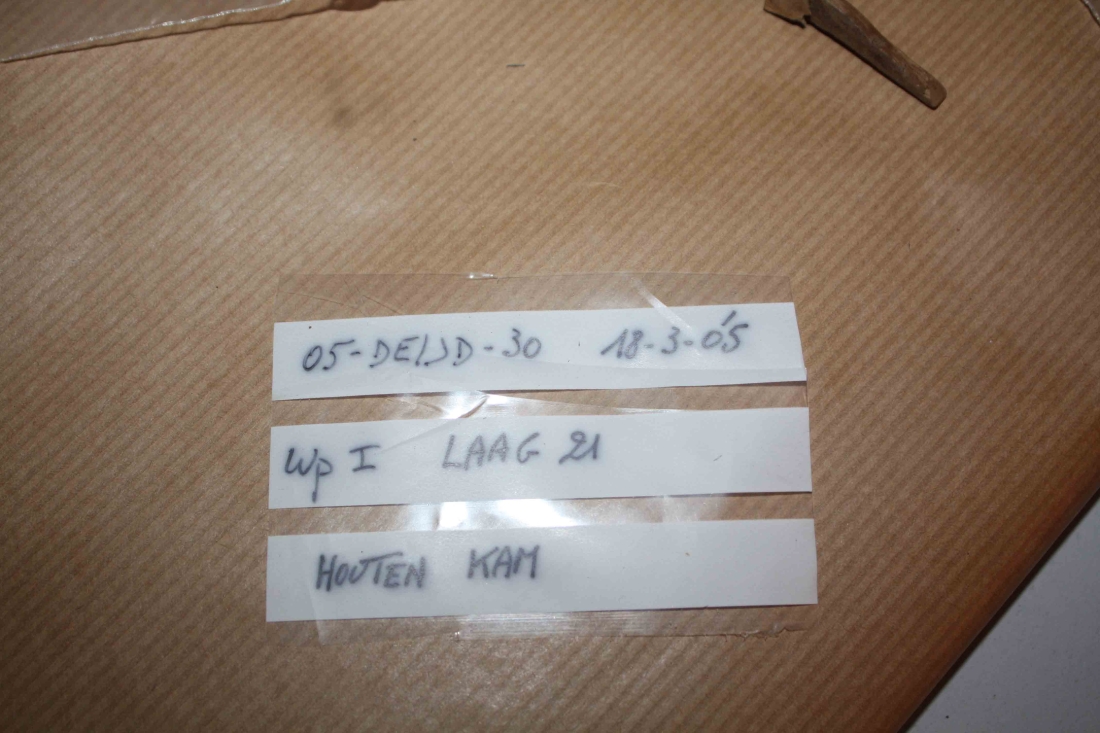 05-DEIJD-30 18-3-'05
Wp I LAAG 21
HOUTEN KAM